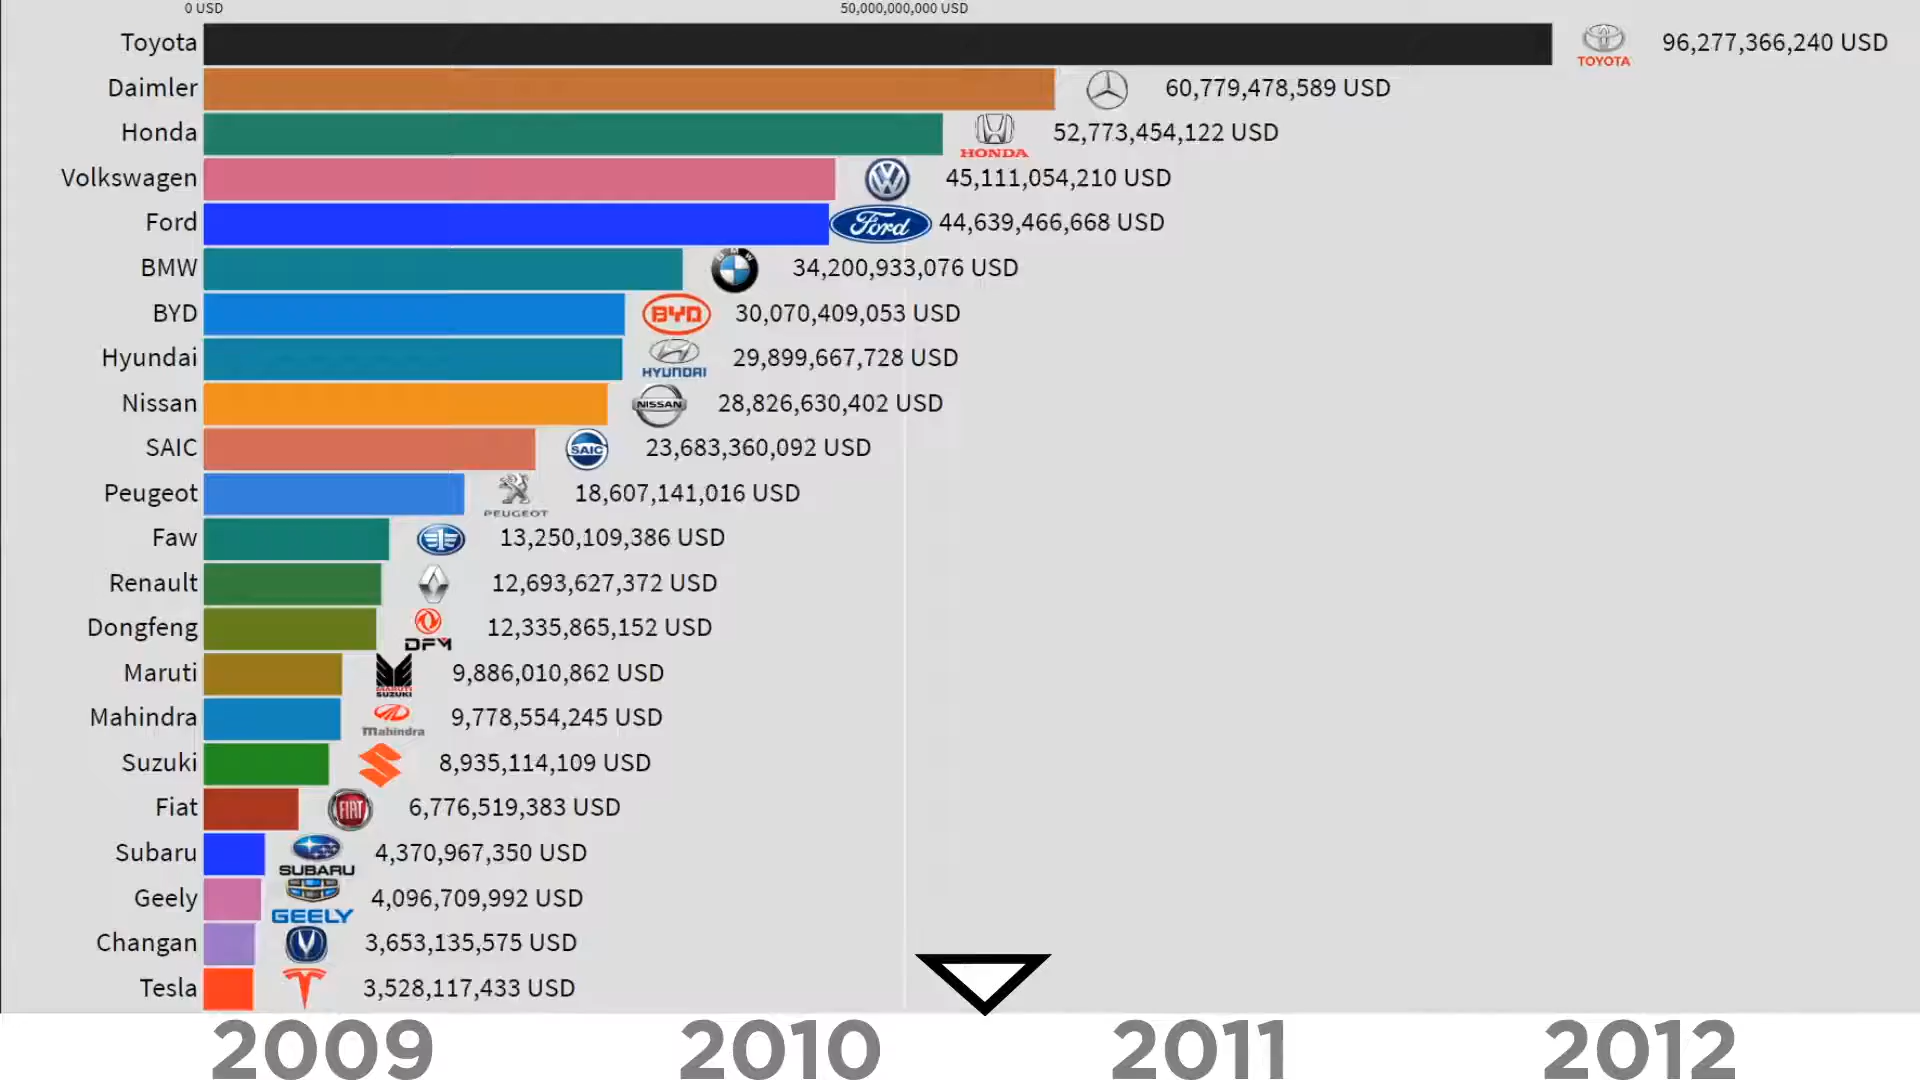 0 USD 50,000,000,000 USD
Toyota TOYOTA 96,277,366,240 USD
Daimler 60,779,478,589 USD
Honda HONDA 52,773,454,122 USD
Volkswagen 45,111,054,210 USD
Ford Ford 44,639,466,668 USD
BMW BMW 34,200,933,076 USD
BYD BYD 30,070,409,053 USD
Hyundai HYUNDAI 29,899,667,728 USD
Nissan NISSAN 28,826,630,402 USD
SAIC SAIC 23,683,360,092 USD
Peugeot PEUGEOT 18,607,141,016 USD
Faw 13,250,109,386 USD
Renault 12,693,627,372 USD
Dongfeng DFM 12,335,865,152 USD
Maruti MARUTI SUZUKI 9,886,010,862 USD
Mahindra Mahindra 9,778,554,245 USD
Suzuki 8,935,114,109 USD
Fiat FIAT 6,776,519,383 USD
Subaru SUBARU 4,370,967,350 USD
Geely GEELY 4,096,709,992 USD
Changan 3,653,135,575 USD
Tesla 3,528,117,433 USD
2009 2010 2011 2012